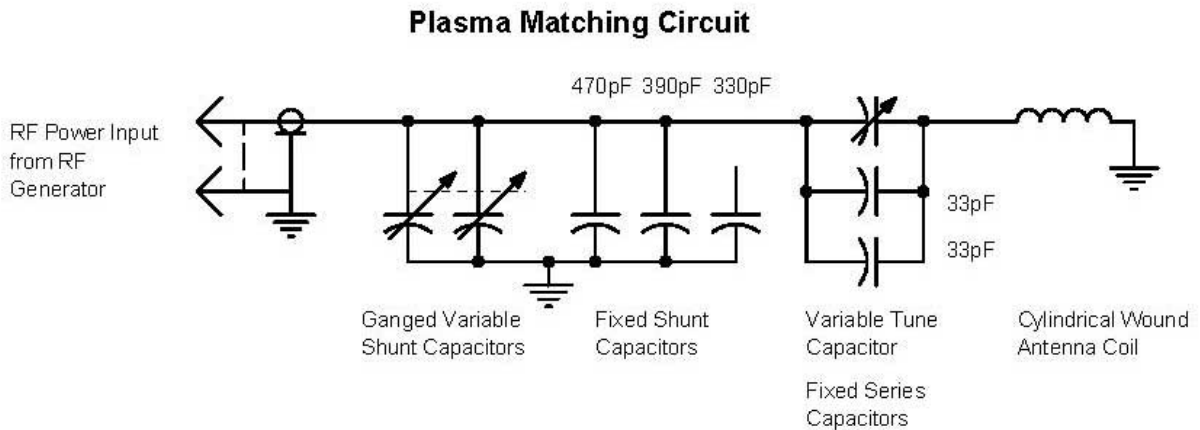 Plasma Matching Circuit
470pF 390pF 330pF
RF Power Input
from RF
Generator
33pF
33pF
Ganged Variable
Shunt Capacitors
Fixed Shunt
Capacitors
Variable Tune
Capacitor
Fixed Series
Capacitors
Cylindrical Wound
Antenna Coil